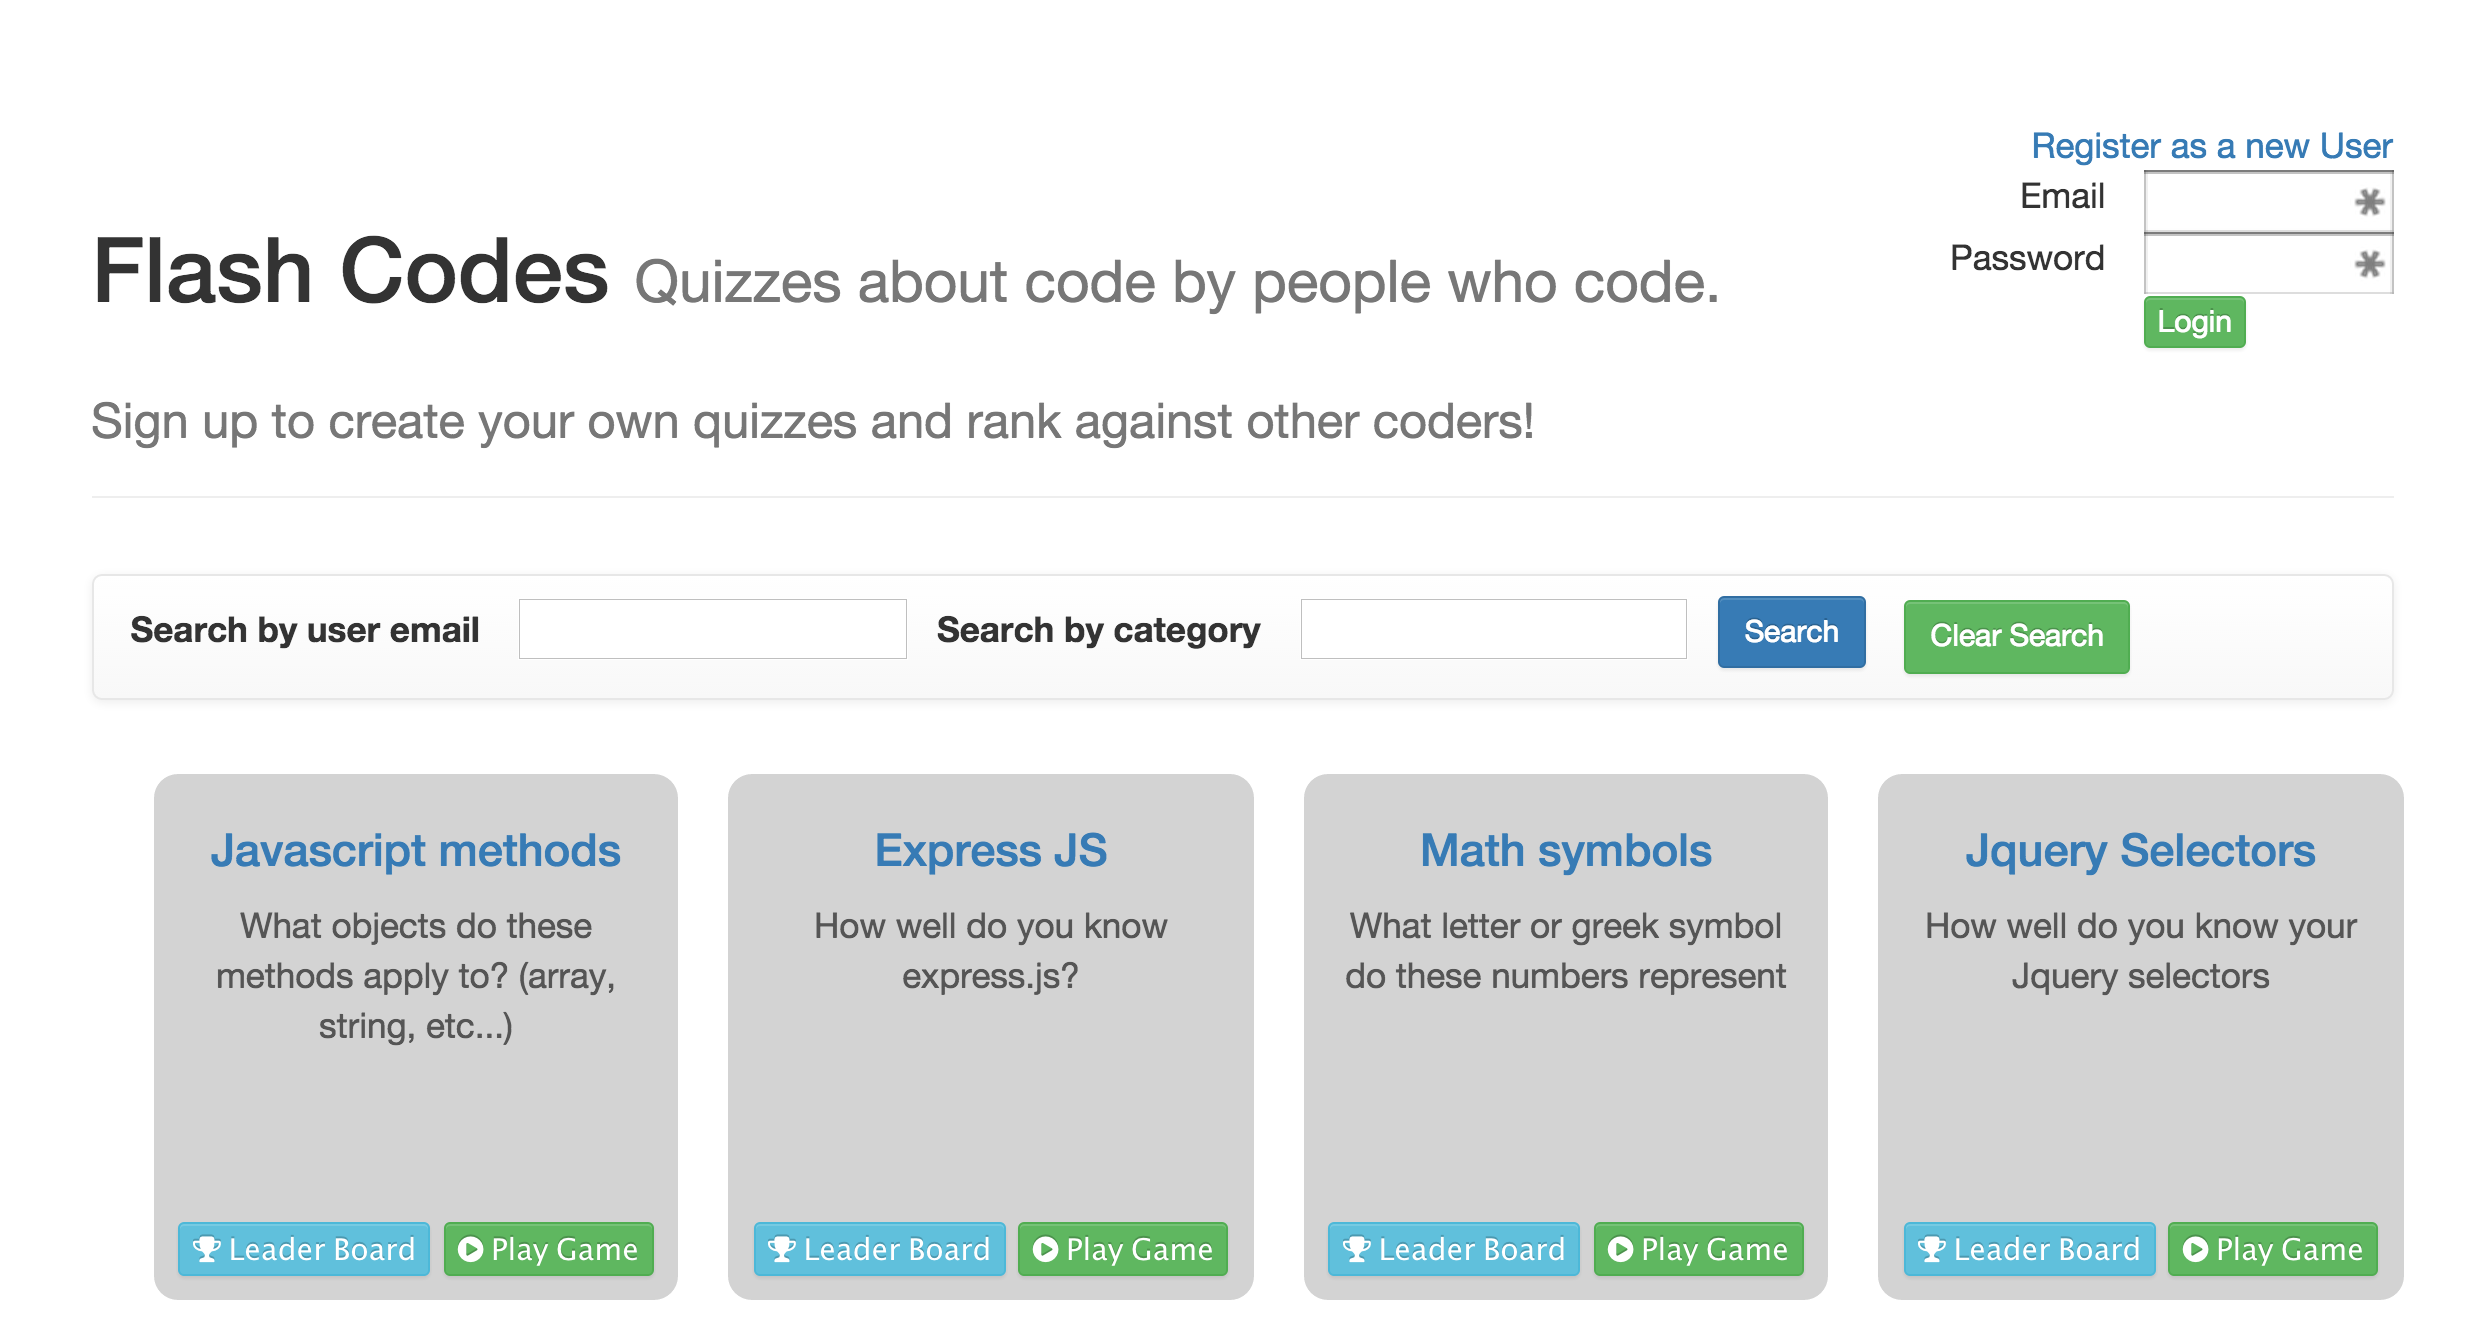 Register as a new User
Email
Flash Codes Quizzes about code by people who code.
Password
Login
Sign up to create your own quizzes and rank against other coders!
Search by user email Search by category Search Clear Search
Javascript methods
What objects do these
methods apply to? (array,
string, etc...)
Leader Board Play Game
Express JS
How well do you know
express.js?
Leader Board Play Game
Math symbols
What letter or greek symbol
do these numbers represent
Leader Board Play Game
Jquery Selectors
How well do you know your
Jquery selectors
Leader Board Play Game